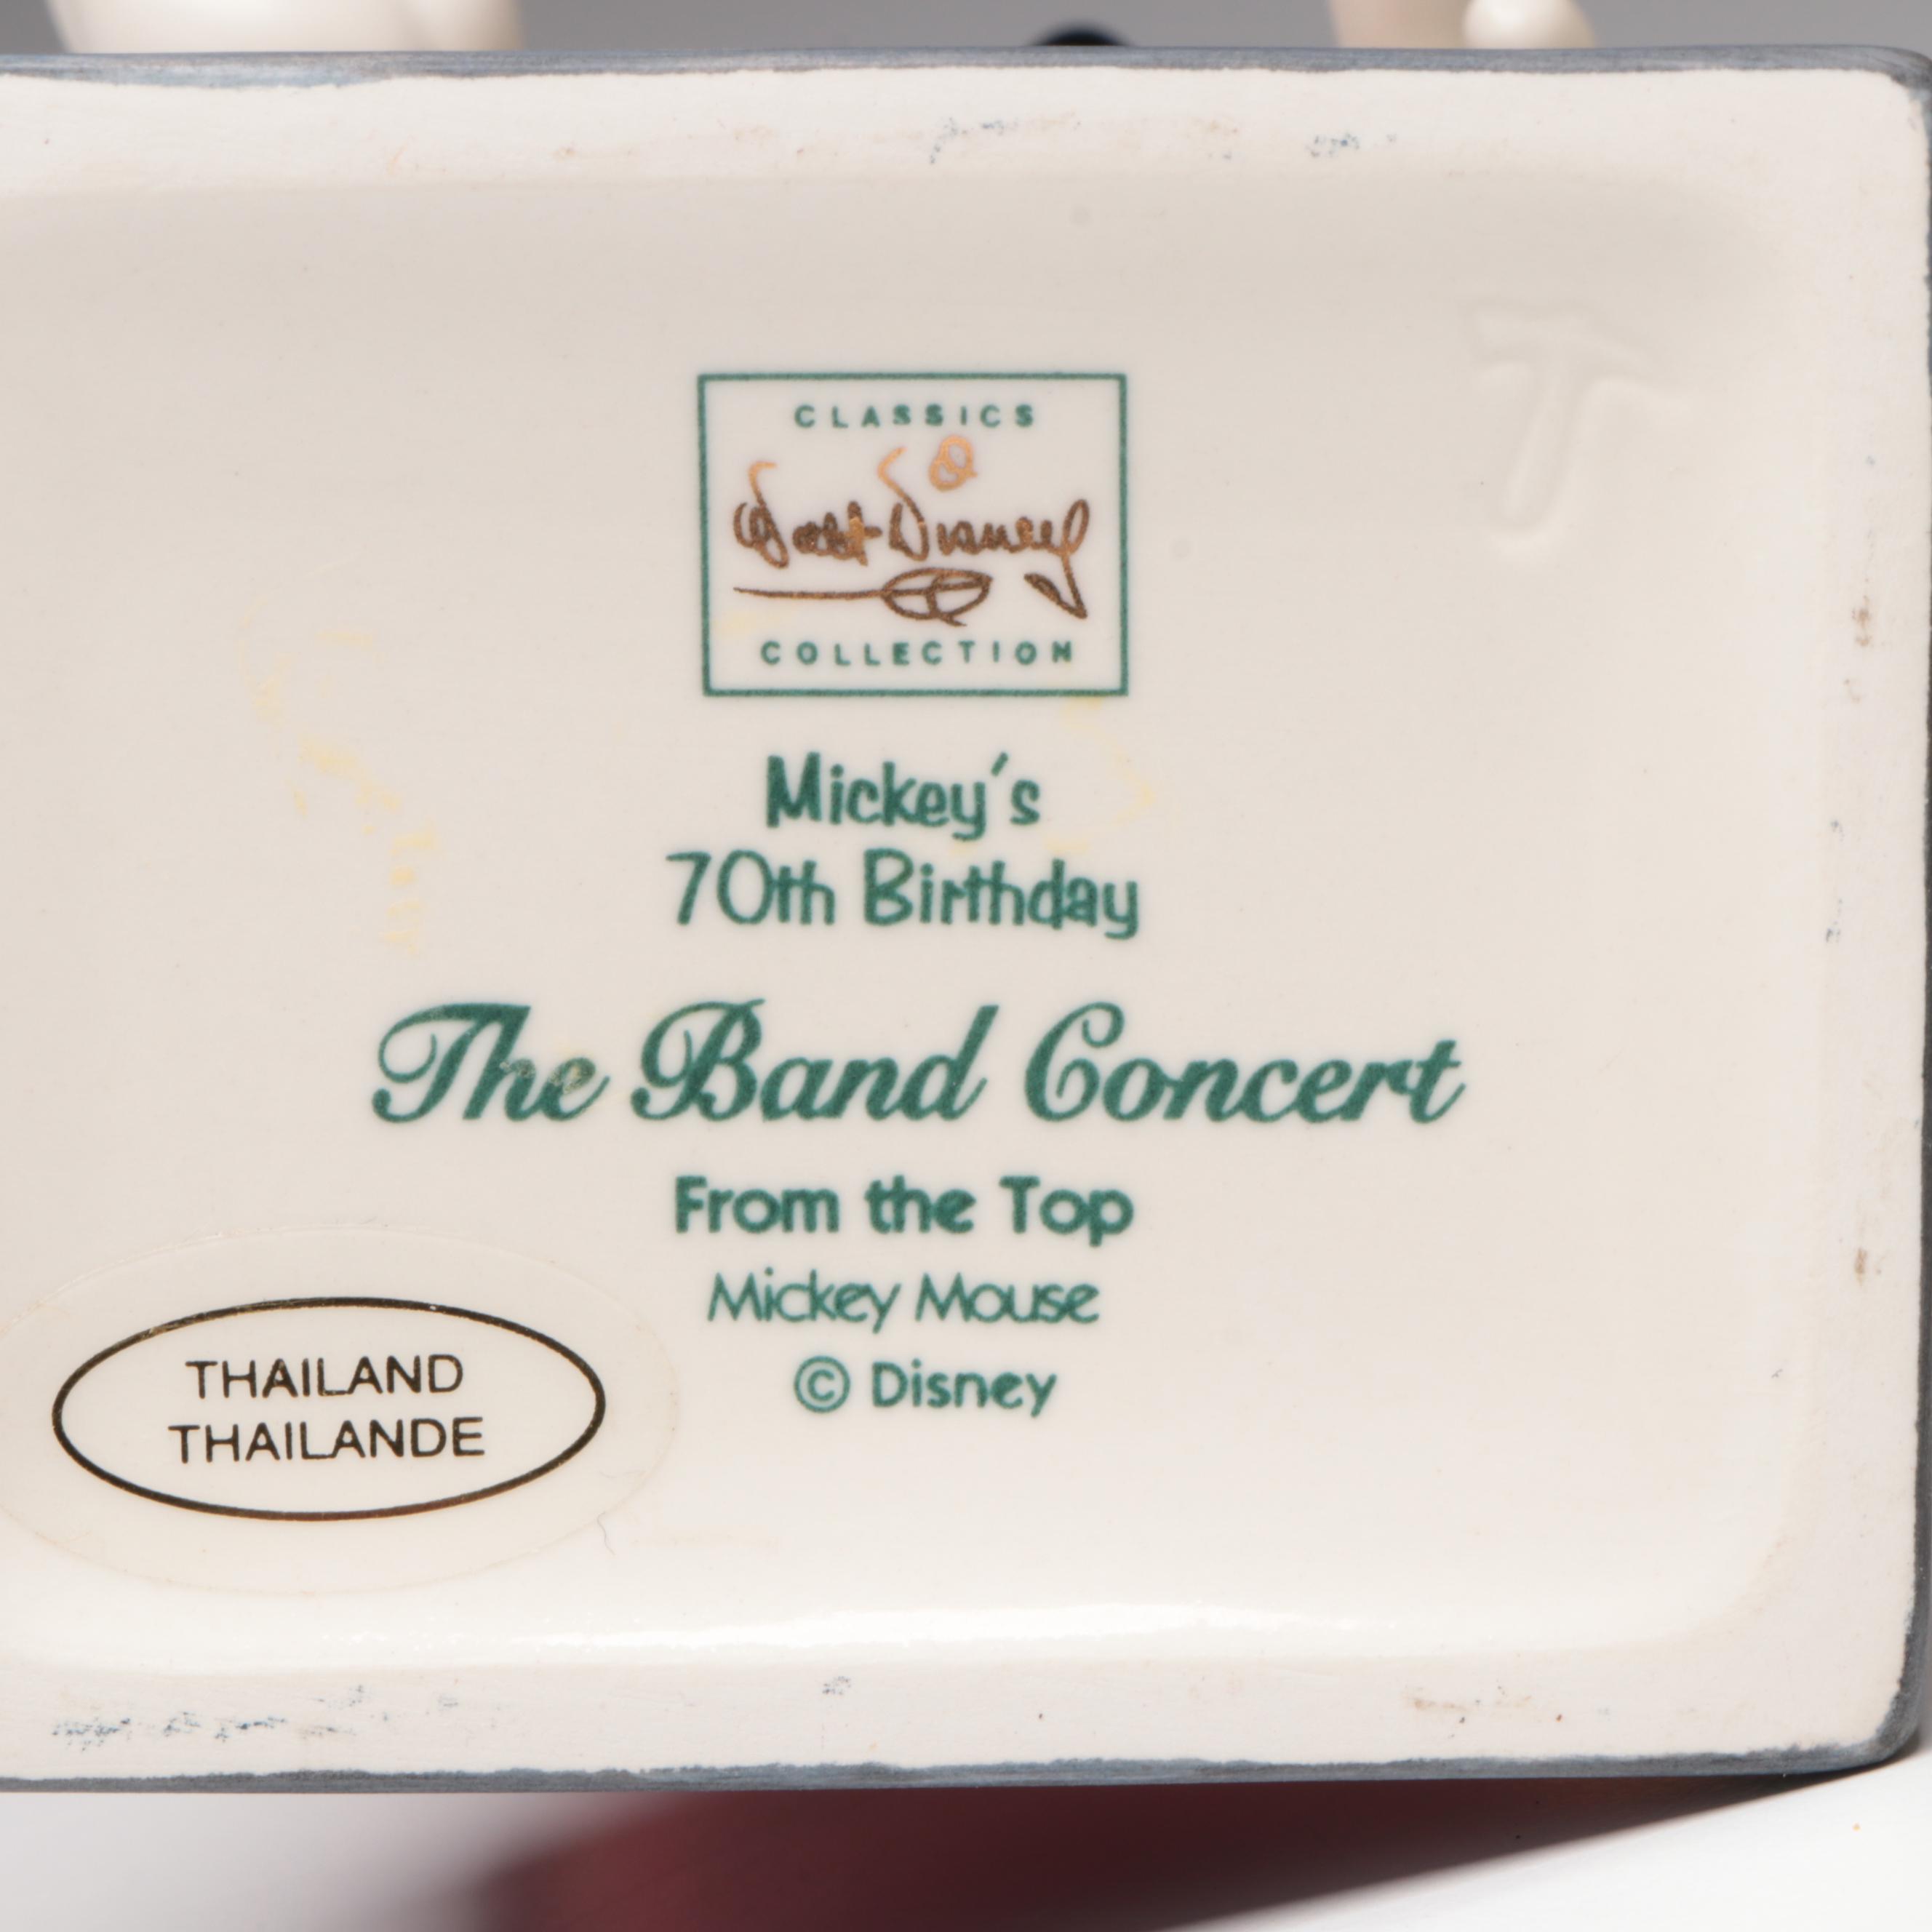 CLASSICS
Walt Disney
COLLECTION
Mickey's
70th Birthday
The Band Concert
From the Top
Mickey Mouse
© Disney
THAILAND
THAILANDE